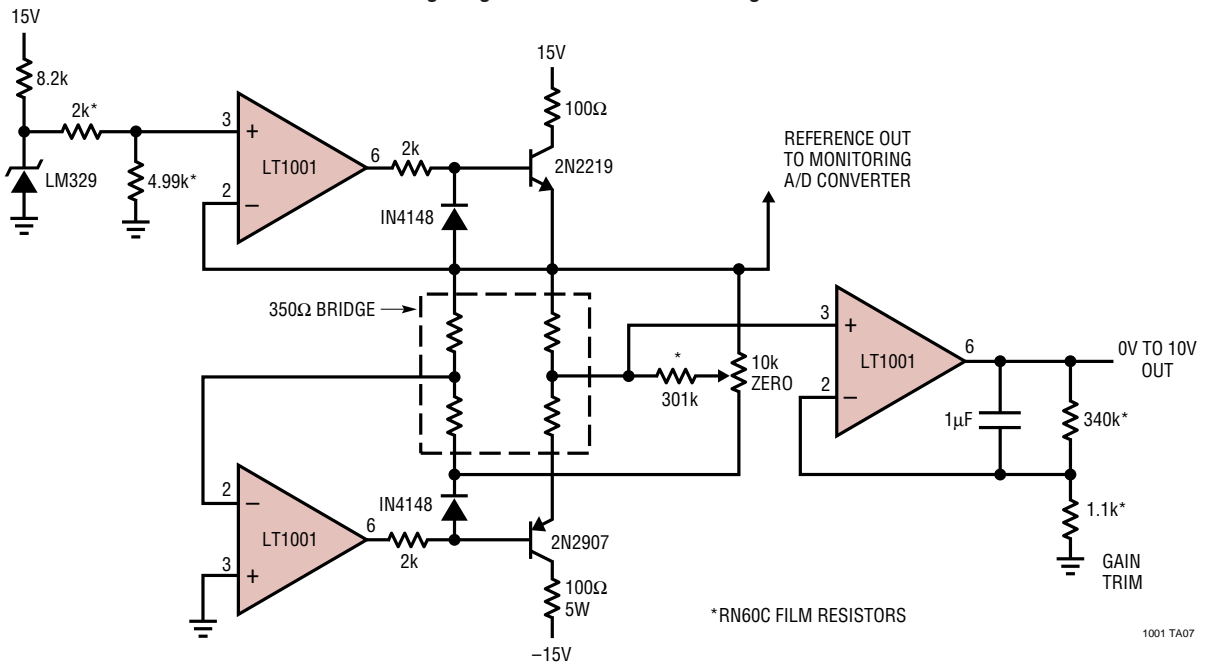 15V
8.2k
2k*
LM329
4.99k*
3
+
2
–
LT1001
6
2k
IN4148
15V
100Ω
2N2219
REFERENCE OUT
TO MONITORING
A/D CONVERTER
350Ω BRIDGE
*
301k
10k
ZERO
3
+
2
–
LT1001
6
0V TO 10V
OUT
1µF
340k*
1.1k*
GAIN
TRIM
2
–
3
+
LT1001
6
2k
IN4148
2N2907
100Ω
5W
–15V
*RN60C FILM RESISTORS
1001 TA07